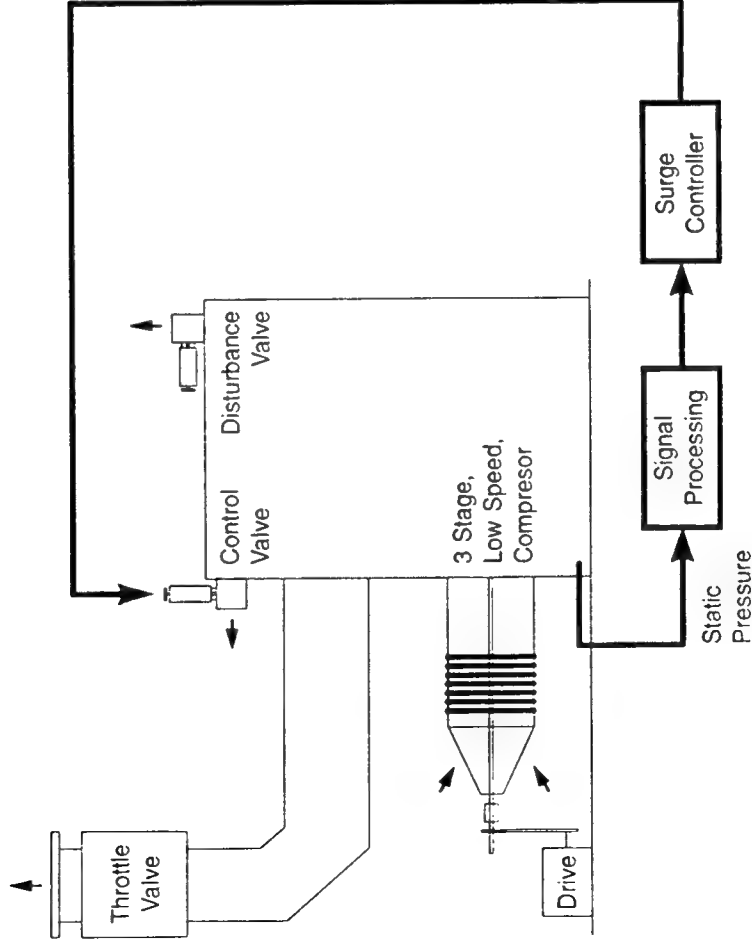 Throttle
Valve
Control
Valve
Disturbance
Valve
3 Stage,
Low Speed,
Compresor
Drive
Static
Pressure
Signal
Processing
Surge
Controller